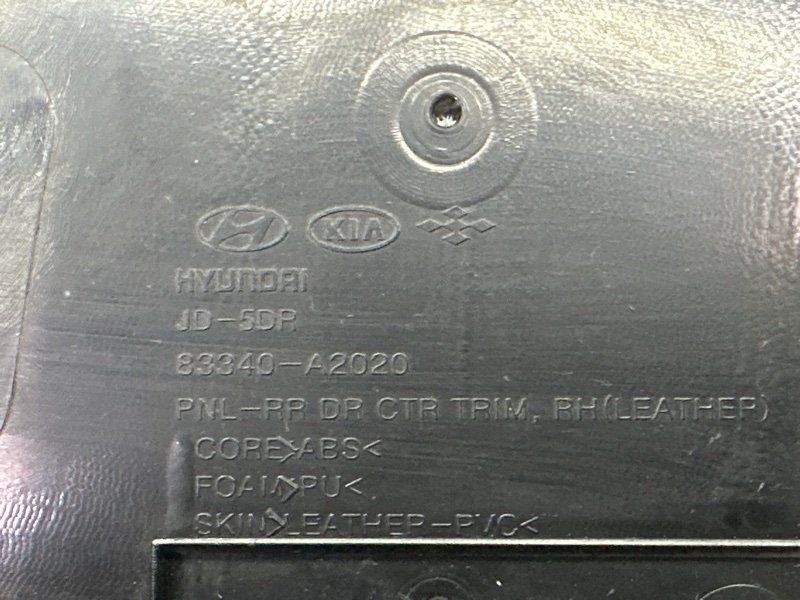 KIA
HYUNDAI
JD-5DR
83340-A2020
PNL-RR DR CTR TRIM, RH(LEATHER)
CORE>ABS<
FOAM>PU<
SKIN>LEATHER-PVC<